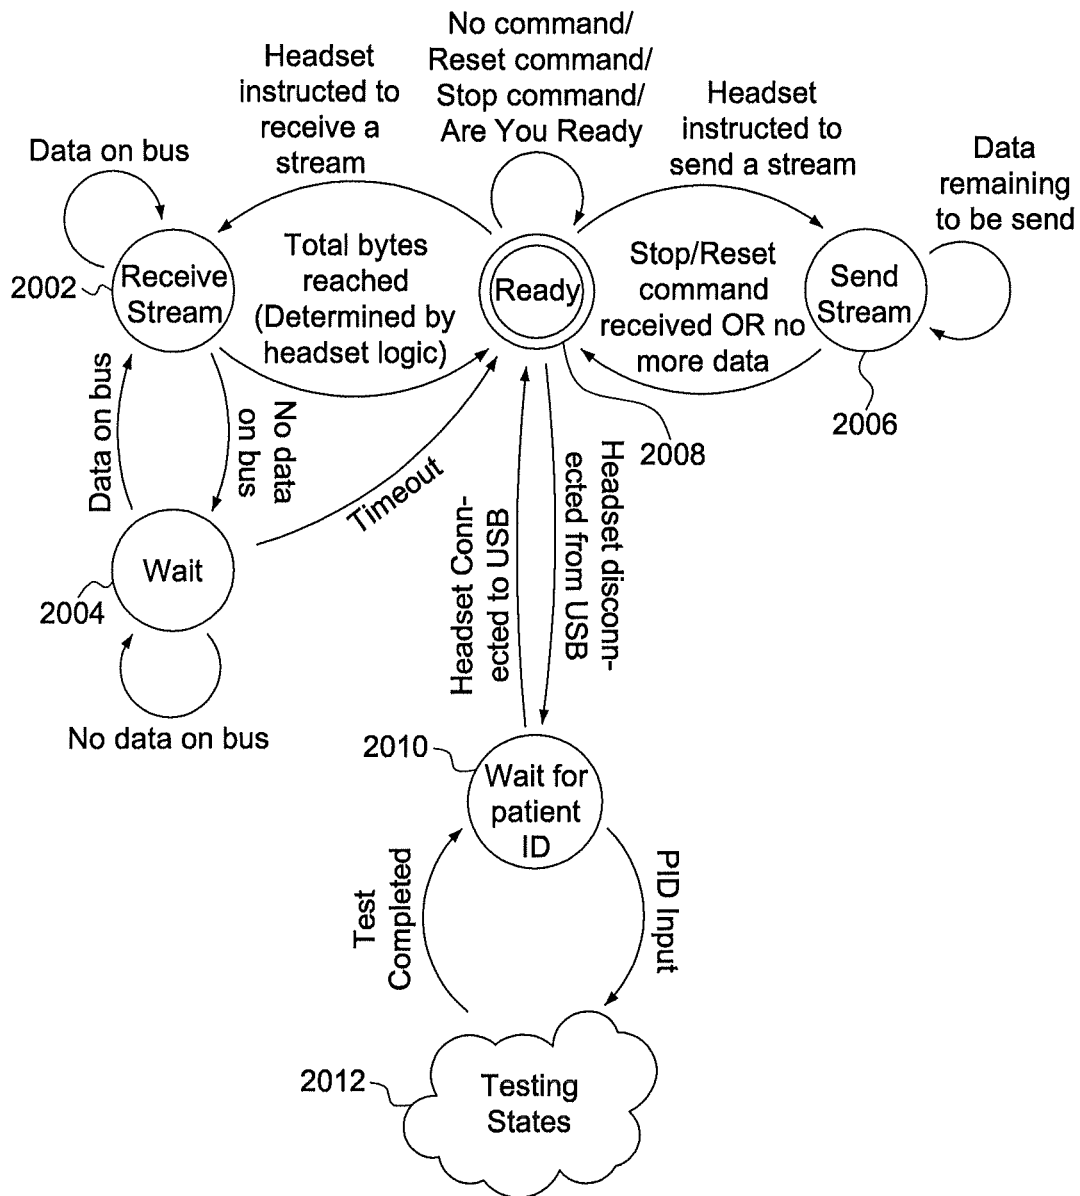 No command/
Reset command/
Stop command/
Are You Ready
Headset
instructed to
receive a
stream
Headset
instructed to
send a stream
Data on bus
Data
remaining
to be send
2002
Receive
Stream
Total bytes
reached
(Determined by
headset logic)
Ready
Stop/Reset
command
received OR no
more data
Send
Stream
2006
2008
Data on bus
No data
on bus
Timeout
Wait
2004
No data on bus
Headset Conn-
ected to USB
Headset disconn-
ected from USB
2010
Wait for
patient
ID
Test
Completed
PID Input
2012
Testing
States